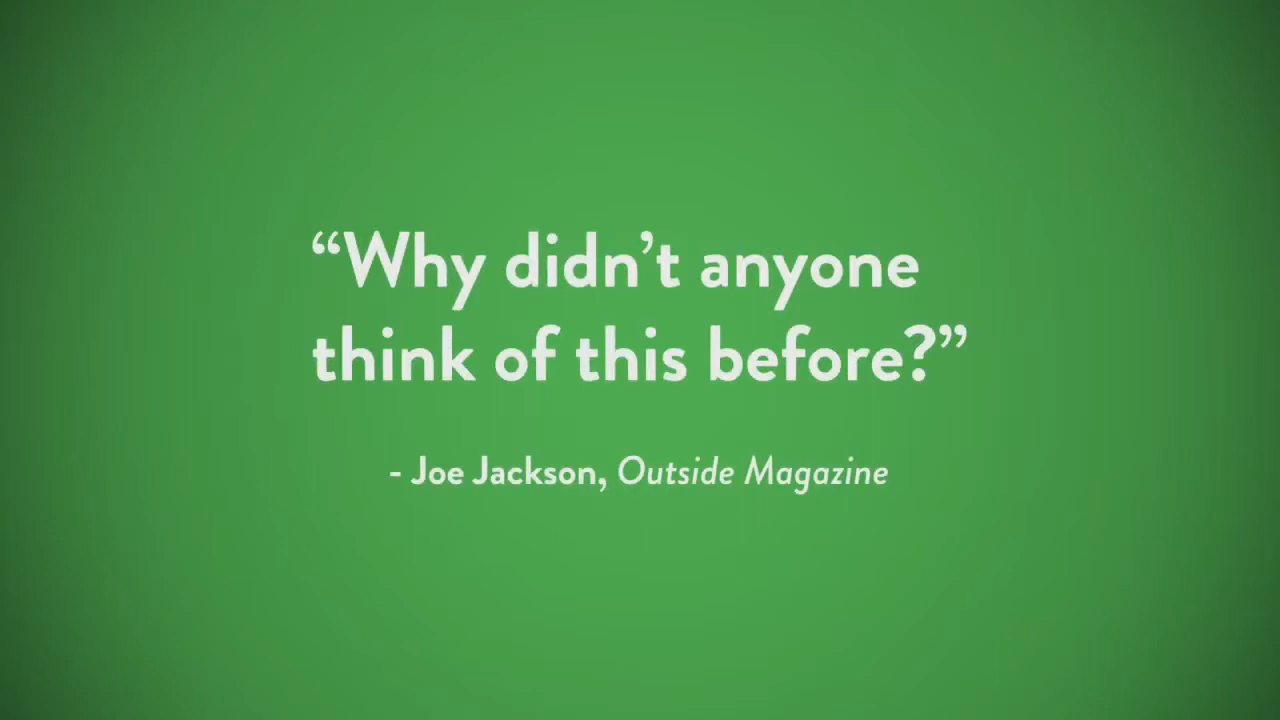 “Why didn’t anyone
think of this before?”
- Joe Jackson, Outside Magazine